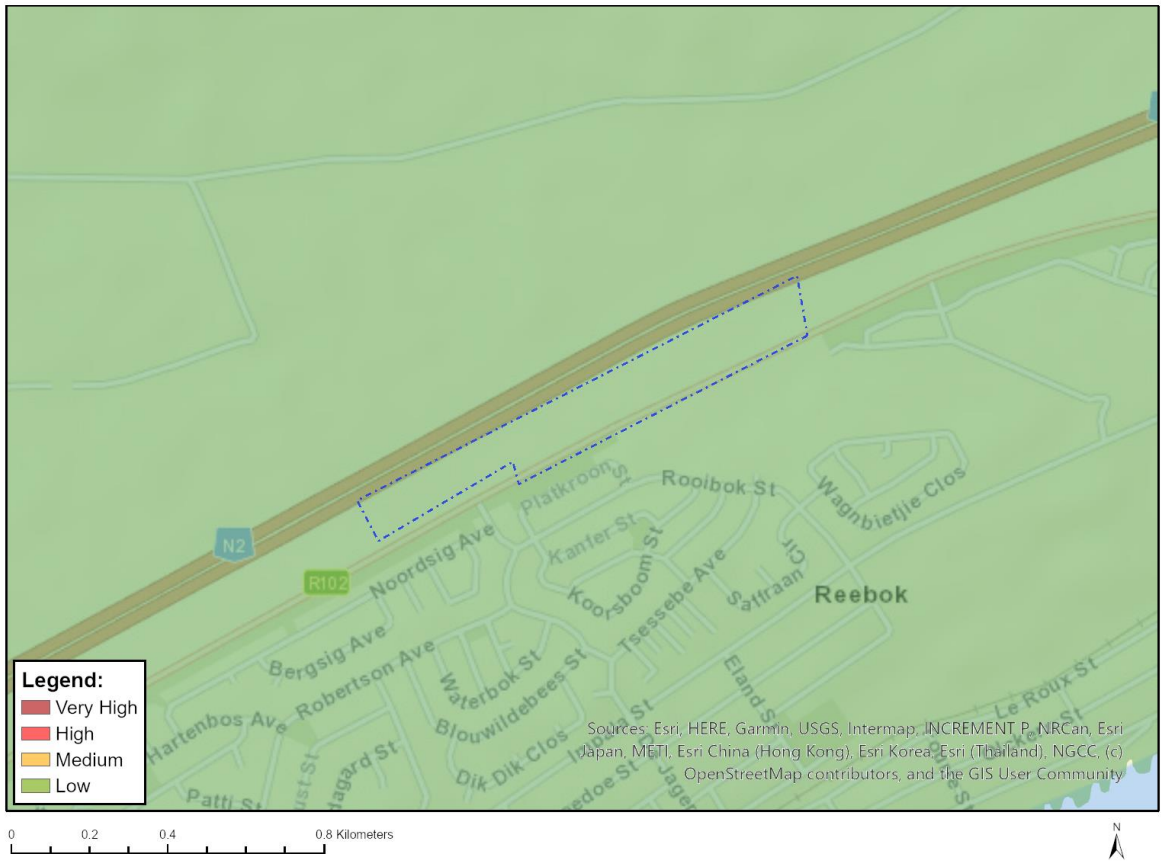 N2
R102
Platkroon St
Rooibok St
Wagnbietjie Clos
Noordsig Ave
Kanfer St
Koorsboom St
Tsessebe Ave
Saffraan Cir
Reebok
Bergsig Ave
Robertson Ave
Waterbok St
Blouwildebees St
Eland S
Le Roux St
Hartenbos Ave
Dik Dik Clos
Patti St
Legend:
Very High
High
Medium
Low
Sources: Esri, HERE, Garmin, USGS, Intermap, INCREMENT P, NRCan, Esri
Japan, METI, Esri China (Hong Kong), Esri Korea, Esri (Thailand), NGCC, (c)
OpenStreetMap contributors, and the GIS User Community
0 0.2 0.4 0.8 Kilometers
N